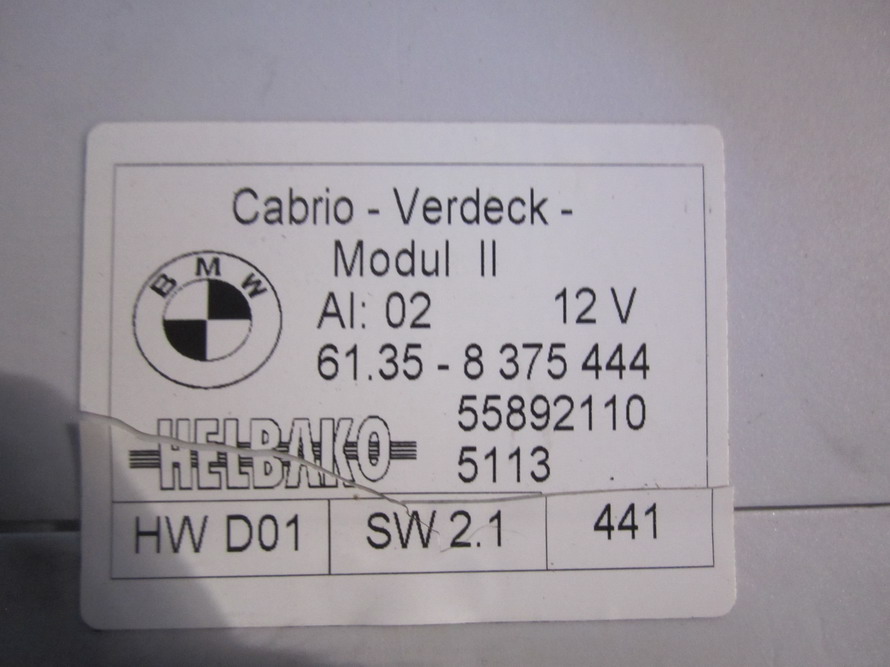 Cabrio - Verdeck -
Modul II
BMW
AI: 02 12 V
61.35 - 8 375 444
55892110
HELBAKO
5113
HW D01 SW 2.1 441